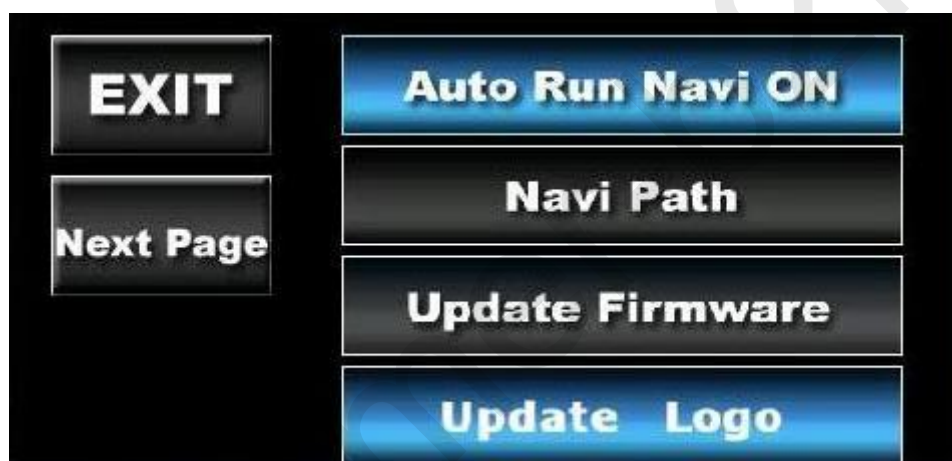 EXIT
Next Page
Auto Run Navi ON
Navi Path
Update Firmware
Update Logo